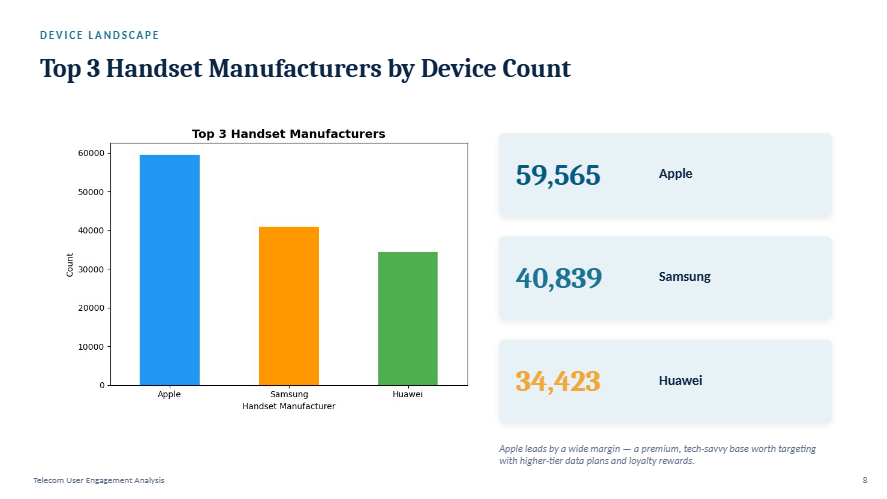 DEVICE LANDSCAPE
Top 3 Handset Manufacturers by Device Count
Top 3 Handset Manufacturers
60000
50000
40000
30000
20000
10000
0
Count
Apple
Samsung
Huawei
Handset Manufacturer
59,565
Apple
40,839
Samsung
34,423
Huawei
Apple leads by a wide margin — a premium, tech-savvy base worth targeting
with higher-tier data plans and loyalty rewards.
Telecom User Engagement Analysis
8